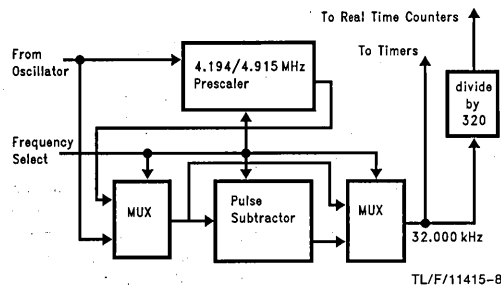 To Real Time Counters
To Timers
From
Oscillator
4.194/4.915 MHz
Prescaler
divide
by
320
Frequency
Select
MUX
Pulse
Subtractor
MUX
32.000 kHz
TL/F/11415-8